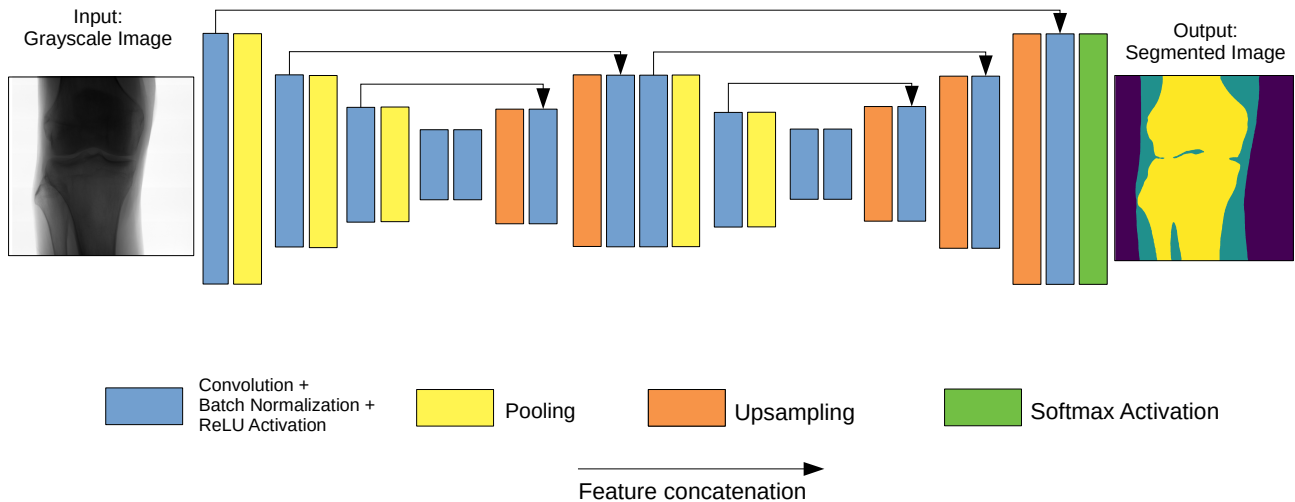 Input:
Grayscale Image
Output:
Segmented Image
Convolution +
Batch Normalization +
ReLU Activation
Pooling
Upsampling
Softmax Activation
Feature concatenation